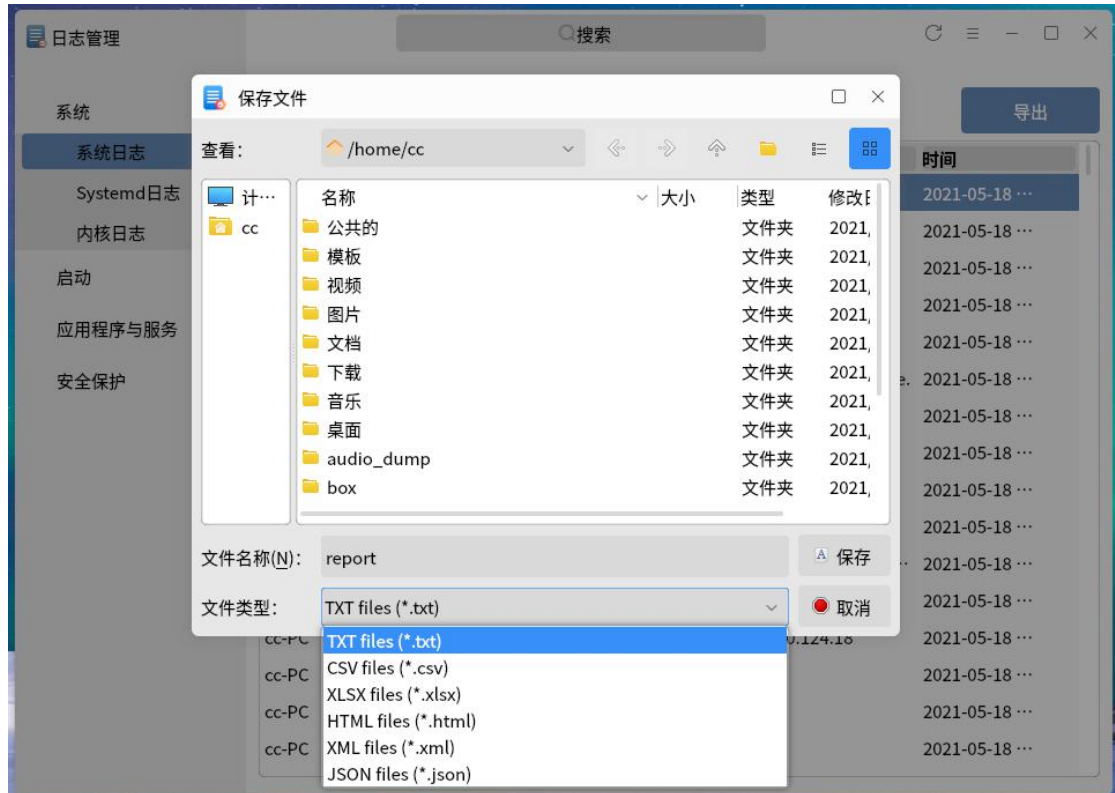 日志管理
搜索
系统
导出
系统日志
时间
Systemd日志
2021-05-18 ···
内核日志
2021-05-18 ···
启动
2021-05-18 ···
应用程序与服务
2021-05-18 ···
安全保护
2021-05-18 ···
e. 2021-05-18 ···
2021-05-18 ···
2021-05-18 ···
2021-05-18 ···
2021-05-18 ···
·· 2021-05-18 ···
2021-05-18 ···
保存文件
查看:
/home/cc
计···
cc
名称 大小 类型 修改日
公共的 文件夹 2021,
模板 文件夹 2021,
视频 文件夹 2021,
图片 文件夹 2021,
文档 文件夹 2021,
下载 文件夹 2021,
音乐 文件夹 2021,
桌面 文件夹 2021,
audio_dump 文件夹 2021,
box 文件夹 2021,
文件名称(N): report
A 保存
文件类型: TXT files (*.txt)
取消
TXT files (*.txt)
CSV files (*.csv)
XLSX files (*.xlsx)
HTML files (*.html)
XML files (*.xml)
JSON files (*.json)
cc-PC 0.124.18 2021-05-18 ···
cc-PC 2021-05-18 ···
cc-PC 2021-05-18 ···
cc-PC 2021-05-18 ···